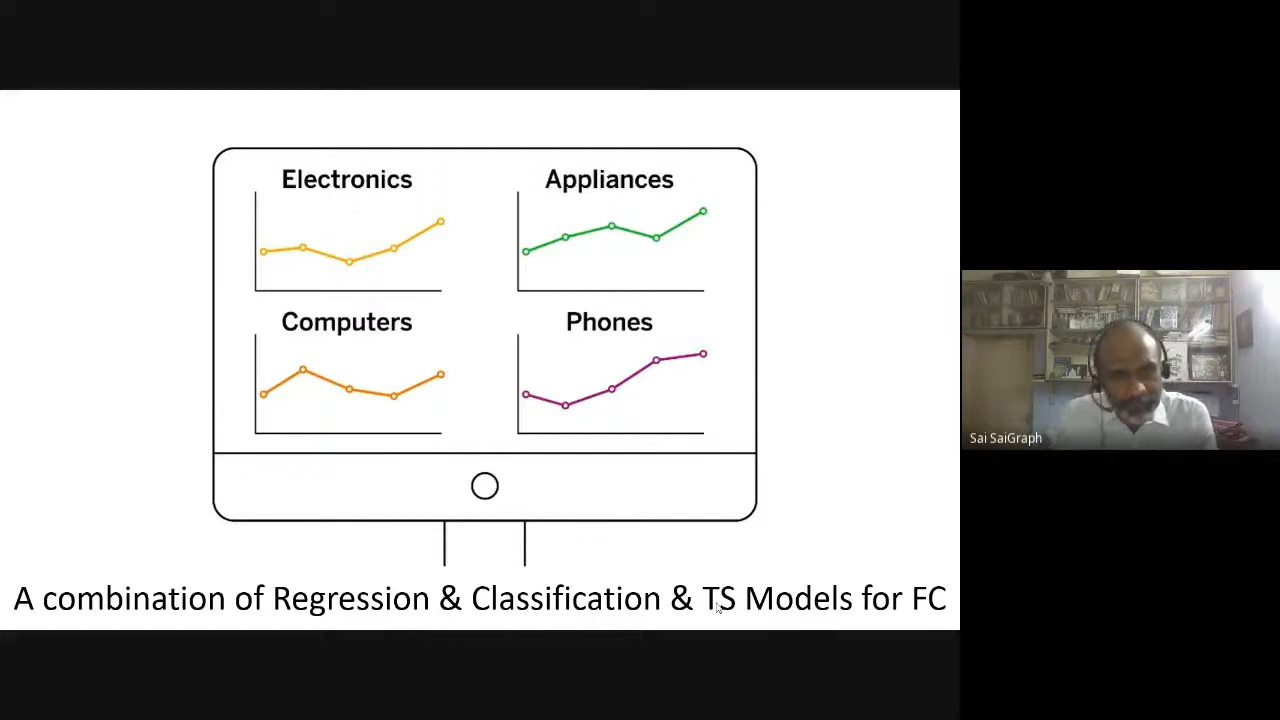 Electronics
Appliances
Computers
Phones
A combination of Regression & Classification & TS Models for FC
Sai SaiGraph